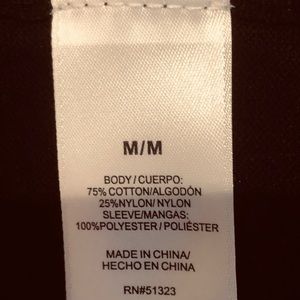 M/M
BODY/CUERPO:
75% COTTON/ALGODÓN
25%NYLON/ NYLON
SLEEVE/MANGAS:
100%POLYESTER / POLIÉSTER
MADE IN CHINA/
HECHO EN CHINA
RN#51323